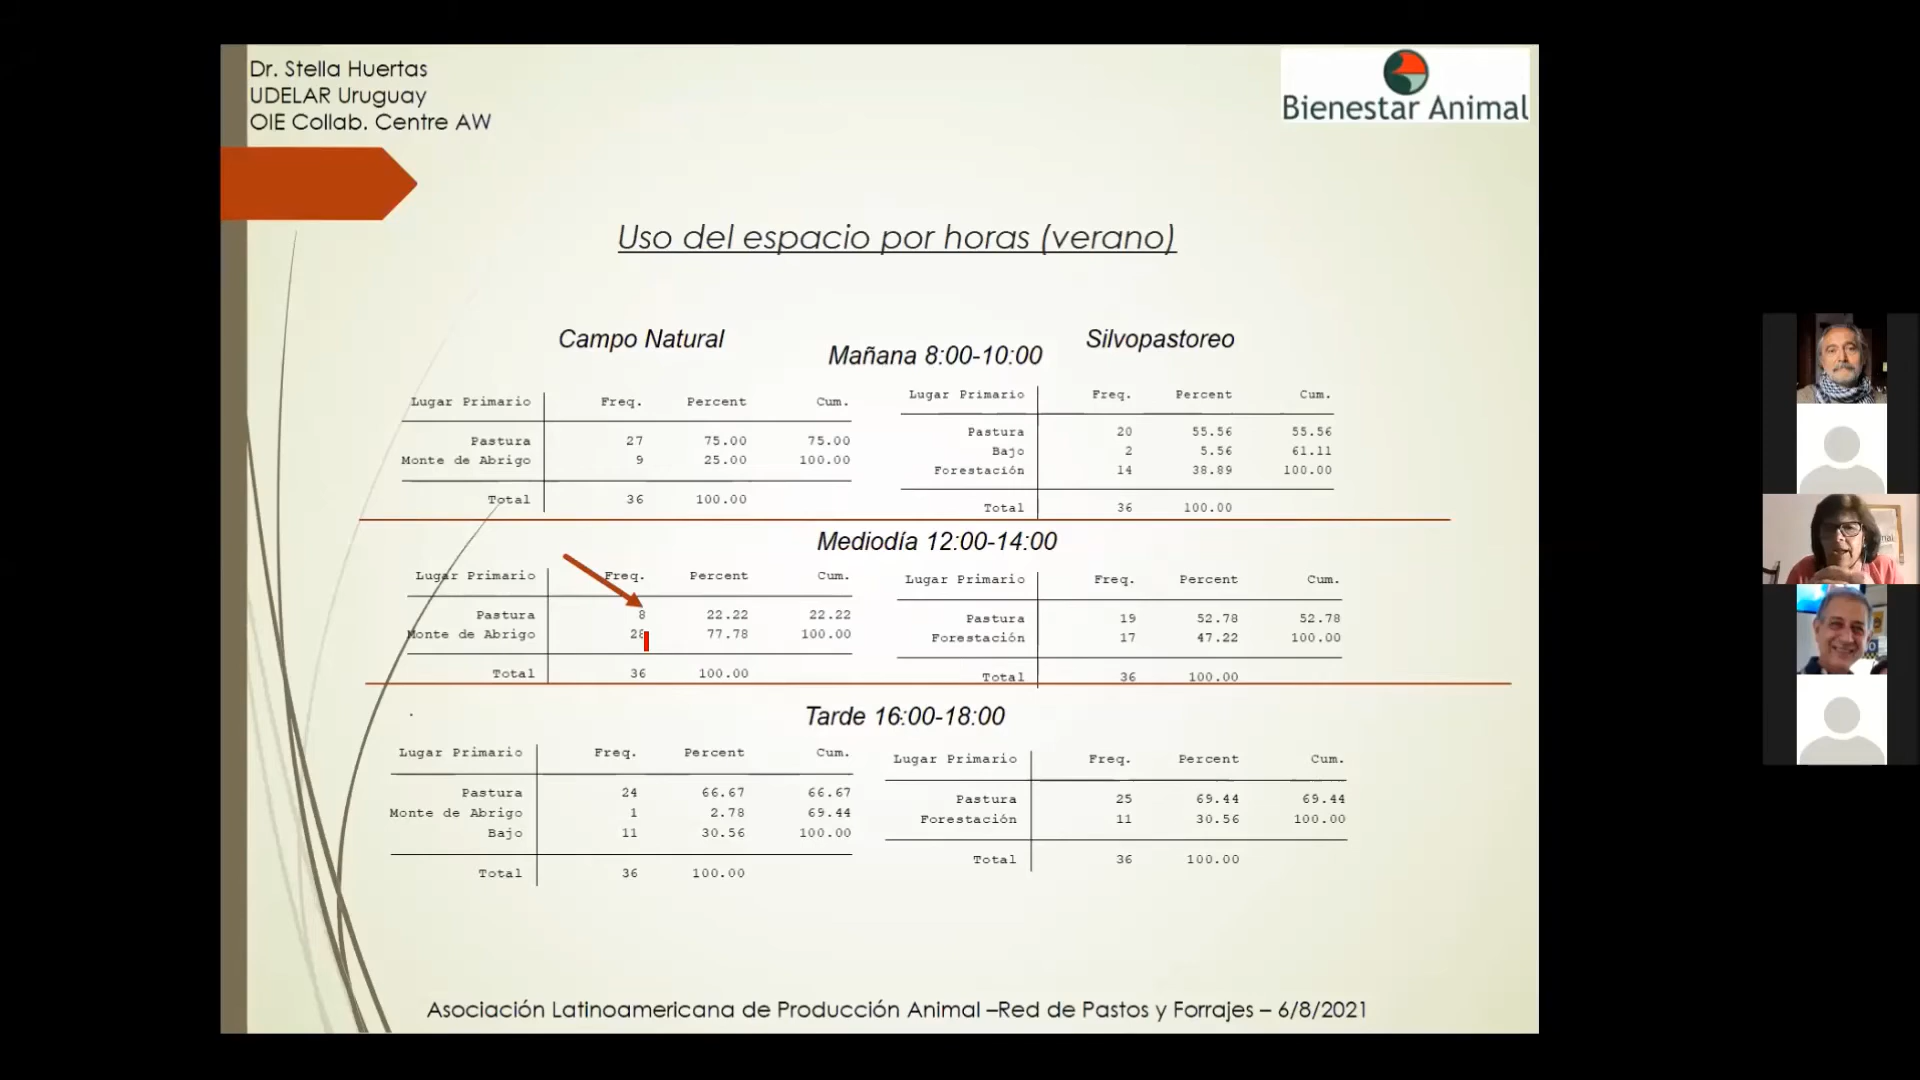 Dr. Stella Huertas
UDELAR Uruguay
OIE Collab. Centre AW
Bienestar Animal
Uso del espacio por horas (verano)
Campo Natural
Silvopastoreo
Mañana 8:00-10:00
Lugar Primario Freq. Percent Cum.
Pastura 27 75.00 75.00
Monte de Abrigo 9 25.00 100.00
Total 36 100.00
Lugar Primario Freq. Percent Cum.
Pastura 20 55.56 55.56
Bajo 2 5.56 61.11
Forestación 14 38.89 100.00
Total 36 100.00
Mediodía 12:00-14:00
Lugar Primario Freq. Percent Cum.
Pastura 8 22.22 22.22
Monte de Abrigo 28 77.78 100.00
Total 36 100.00
Lugar Primario Freq. Percent Cum.
Pastura 19 52.78 52.78
Forestación 17 47.22 100.00
Total 36 100.00
Tarde 16:00-18:00
Lugar Primario Freq. Percent Cum.
Pastura 24 66.67 66.67
Monte de Abrigo 1 2.78 69.44
Bajo 11 30.56 100.00
Total 36 100.00
Lugar Primario Freq. Percent Cum.
Pastura 25 69.44 69.44
Forestación 11 30.56 100.00
Total 36 100.00
Asociación Latinoamericana de Producción Animal –Red de Pastos y Forrajes – 6/8/2021